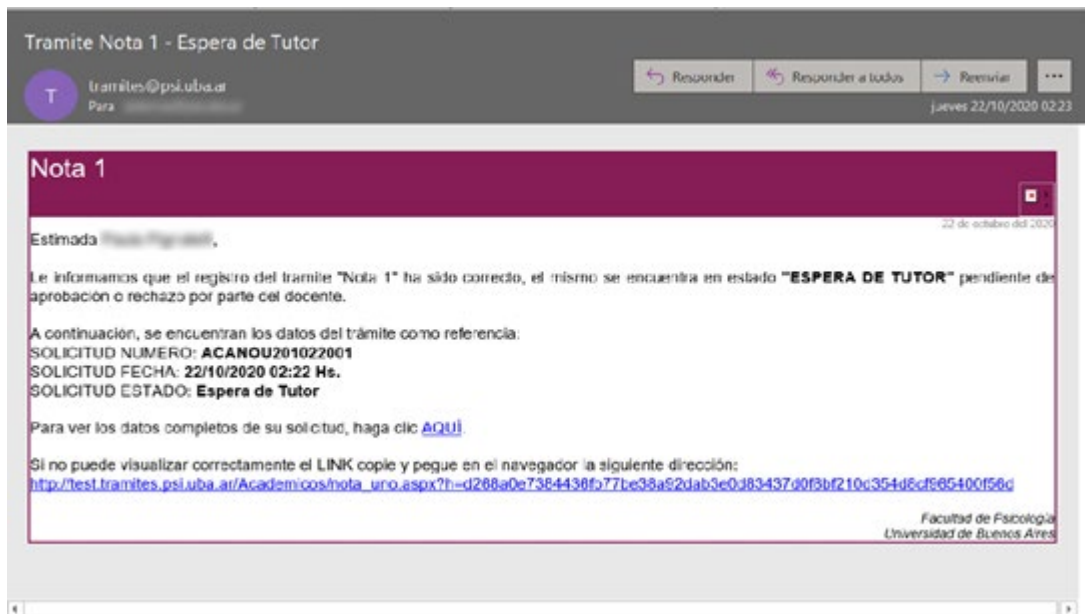 Tramite Nota 1 - Espera de Tutor
Responder
Responder a todos
Reenviar
T
tramites@psi.uba.ar
Para
jueves 22/10/2020 02:23
Nota 1
22 de octubre del 2020
Estimada
Le informamos que el registro del tramite "Nota 1" ha sido correcto, el mismo se encuentra en estado "ESPERA DE TUTOR" pendiente de
aprobación o rechazo por parte del docente.
A continuación, se encuentran los datos del trámite como referencia:
SOLICITUD NUMERO: ACANOU201022001
SOLICITUD FECHA: 22/10/2020 02:22 Hs.
SOLICITUD ESTADO: Espera de Tutor
Para ver los datos completos de su solicitud, haga clic AQUÌ.
Si no puede visualizar correctamente el LINK copie y pegue en el navegador la siguiente dirección:
Facultad de Psicología
Universidad de Buenos Aires